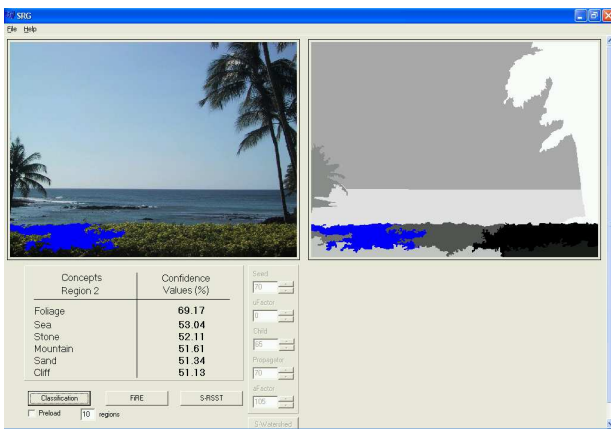 SRG
File Help
Concepts Confidence
Region 2 Values (%)
Foliage 69.17
Sea 53.04
Stone 52.11
Mountain 51.61
Sand 51.34
Cliff 51.13
Seed
70
uFactor
0
Child
65
Propagator
70
aFactor
105
Classification FiRE S-RSST
Preload 10 regions
S-Watershed